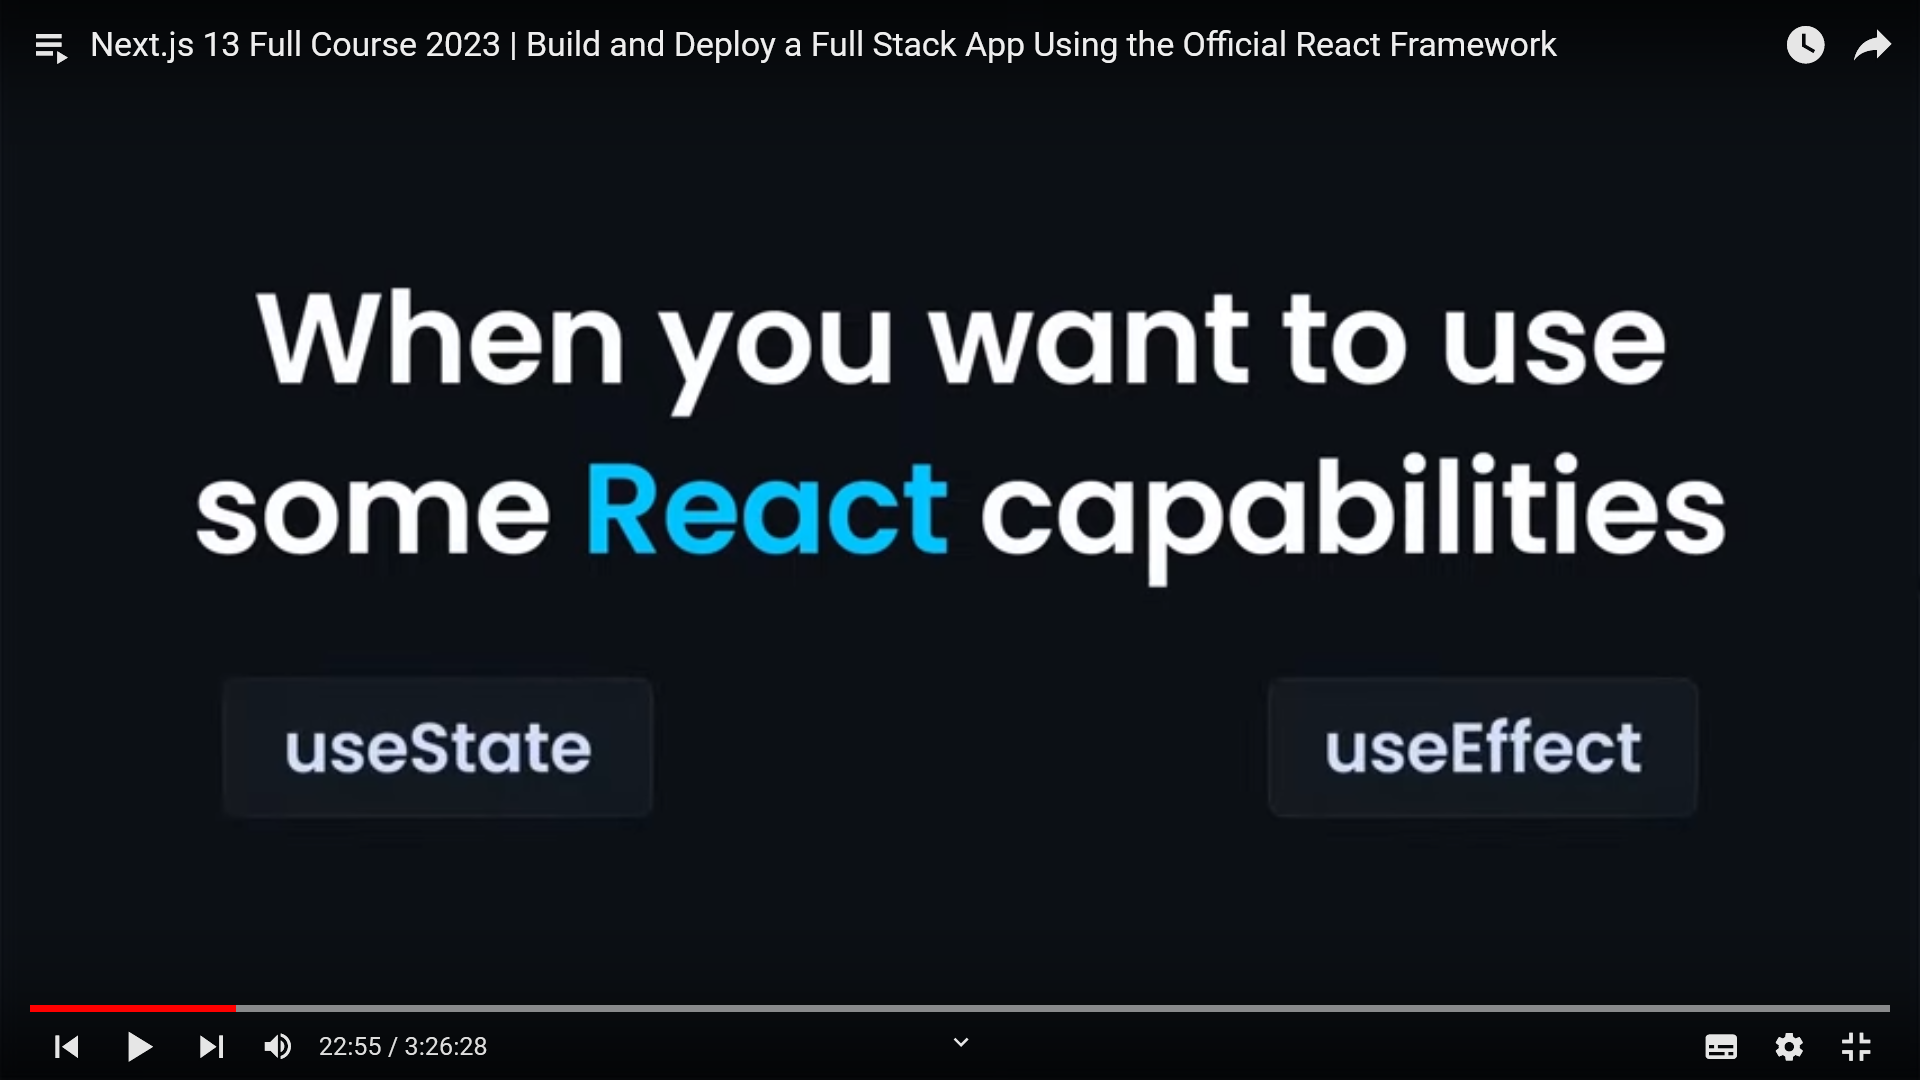 Next.js 13 Full Course 2023 | Build and Deploy a Full Stack App Using the Official React Framework
When you want to use
some React capabilities
useState
useEffect
22:55 / 3:26:28